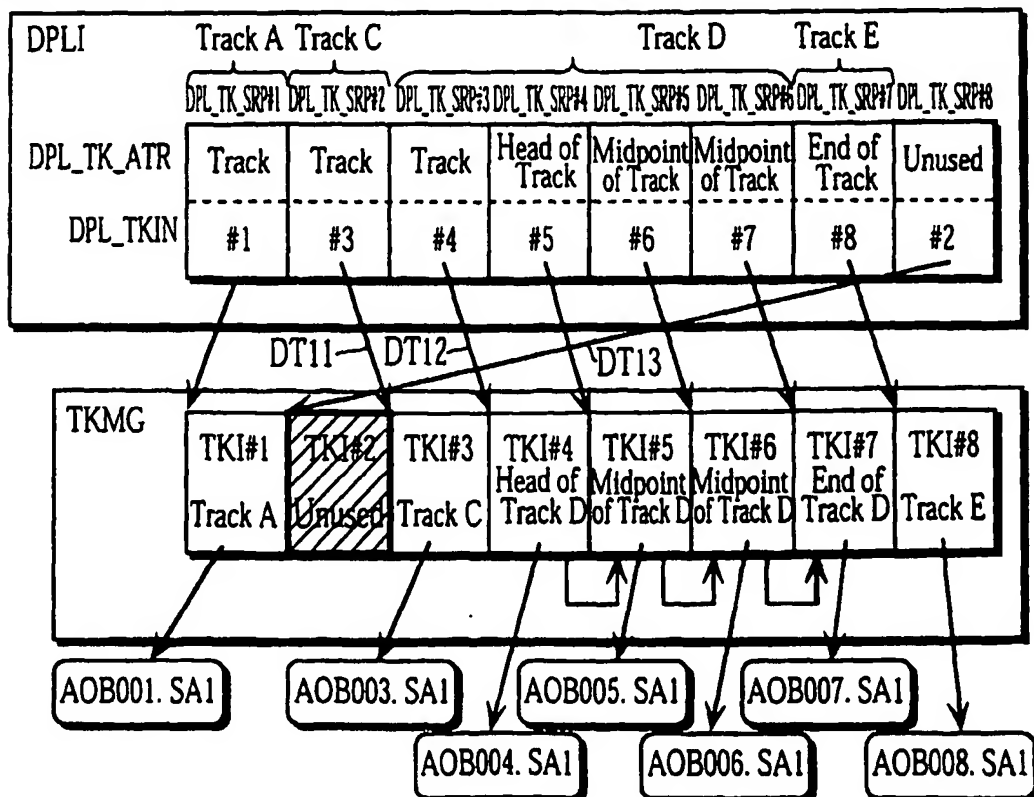 DPLI
Track A Track C Track D Track E
DPL_TK_SRP#1 DPL_TK_SRP#2 DPL_TK_SRP#3 DPL_TK_SRP#4 DPL_TK_SRP#5 DPL_TK_SRP#6 DPL_TK_SRP#7 DPL_TK_SRP#8
DPL_TK_ATR
Track Track Track Head of Track Midpoint of Track Midpoint of Track End of Track Unused
DPL_TKIN
#1 #3 #4 #5 #6 #7 #8 #2
DT11 DT12 DT13
TKMG
TKI#1 TKI#2 TKI#3 TKI#4 TKI#5 TKI#6 TKI#7 TKI#8
Track A Unused Track C Head of Track D Midpoint of Track D Midpoint of Track D End of Track D Track E
AOB001. SA1 AOB003. SA1 AOB005. SA1 AOB007. SA1
AOB004. SA1 AOB006. SA1 AOB008. SA1